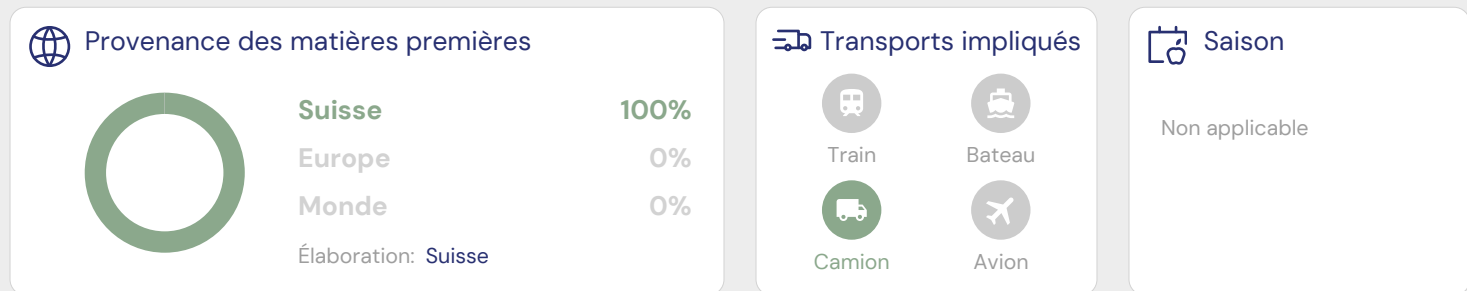 Provenance des matières premières
Suisse 100%
Europe 0%
Monde 0%
Élaboration: Suisse
Transports impliqués
Train Bateau
Camion Avion
Saison
Non applicable